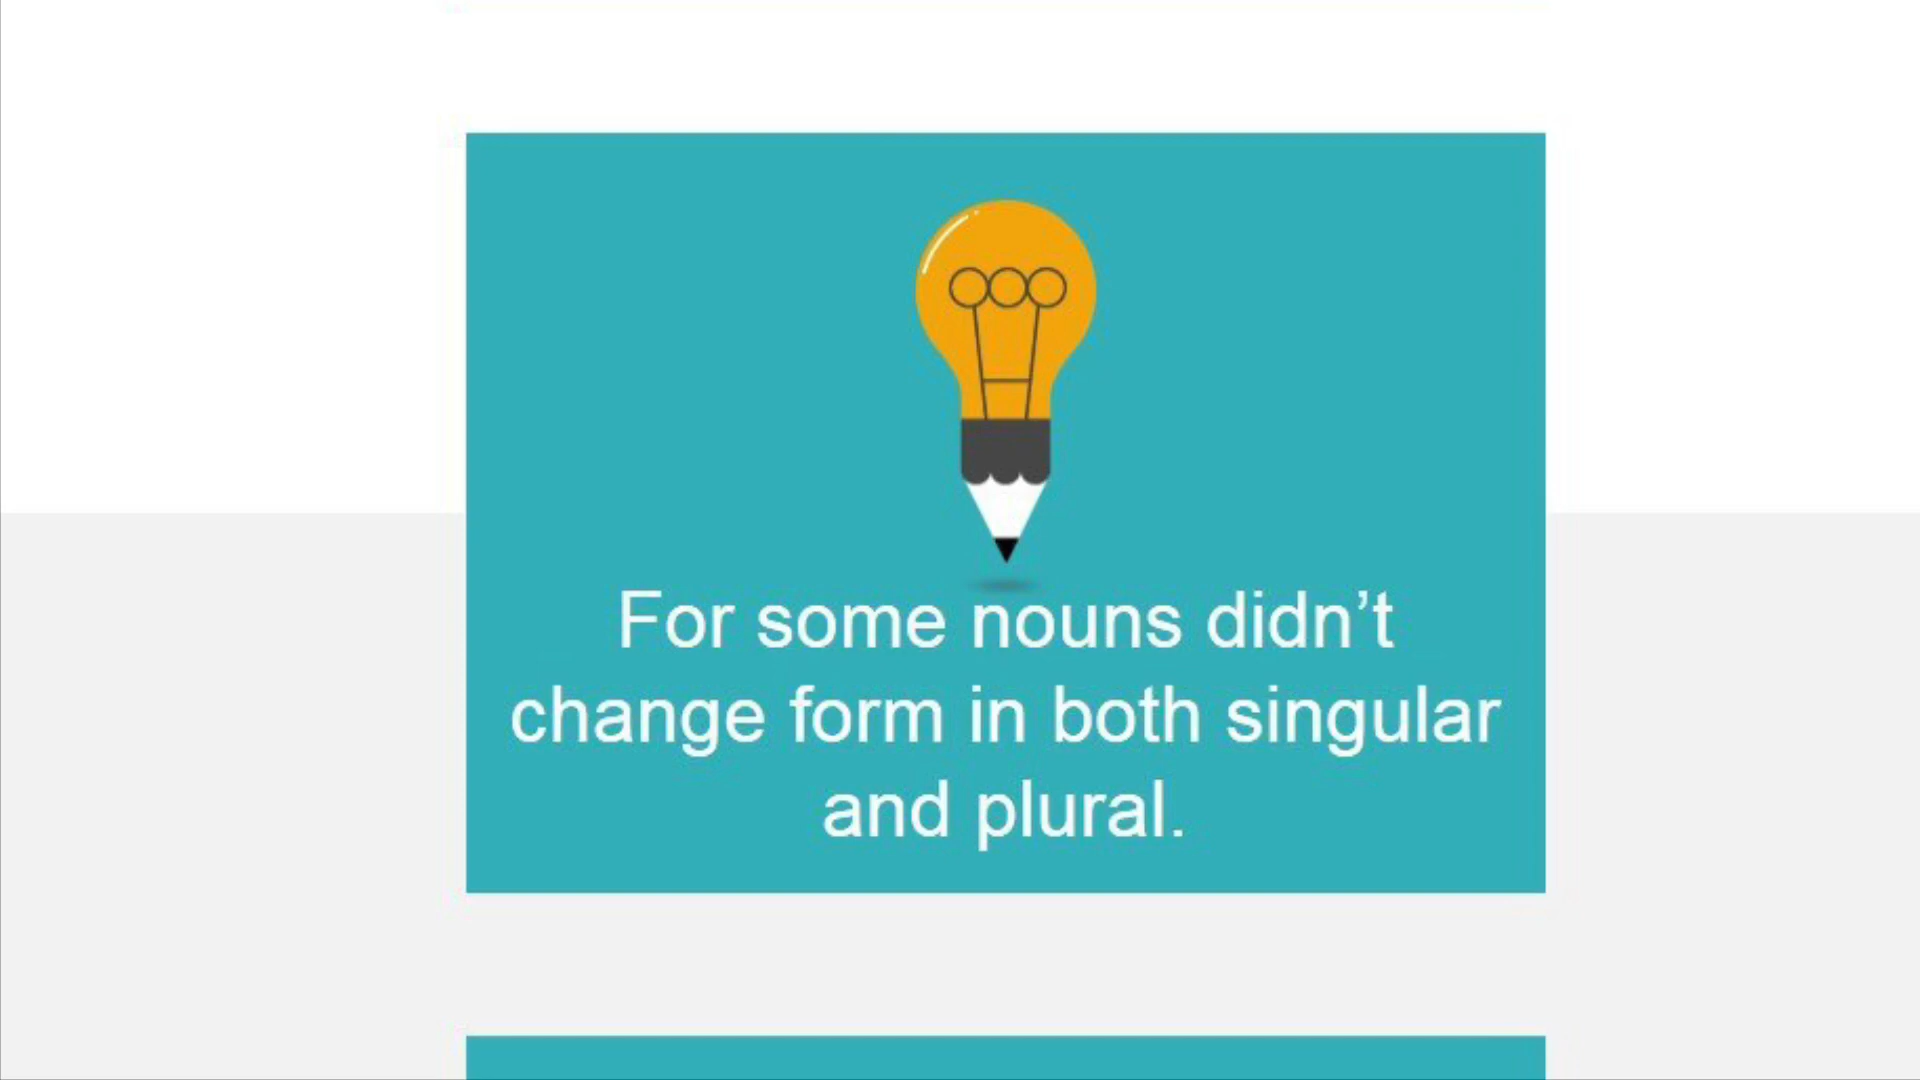 For some nouns didn’t
change form in both singular
and plural.